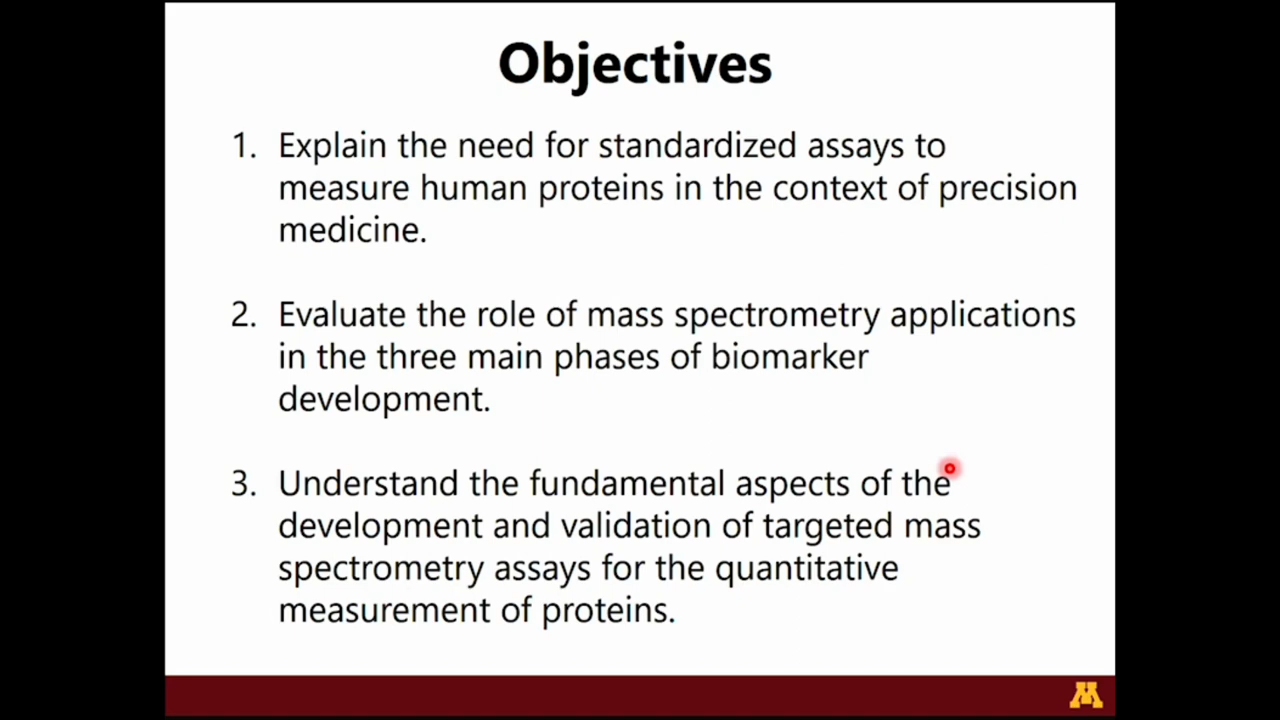 Objectives
1. Explain the need for standardized assays to
measure human proteins in the context of precision
medicine.
2. Evaluate the role of mass spectrometry applications
in the three main phases of biomarker
development.
3. Understand the fundamental aspects of the
development and validation of targeted mass
spectrometry assays for the quantitative
measurement of proteins.
M